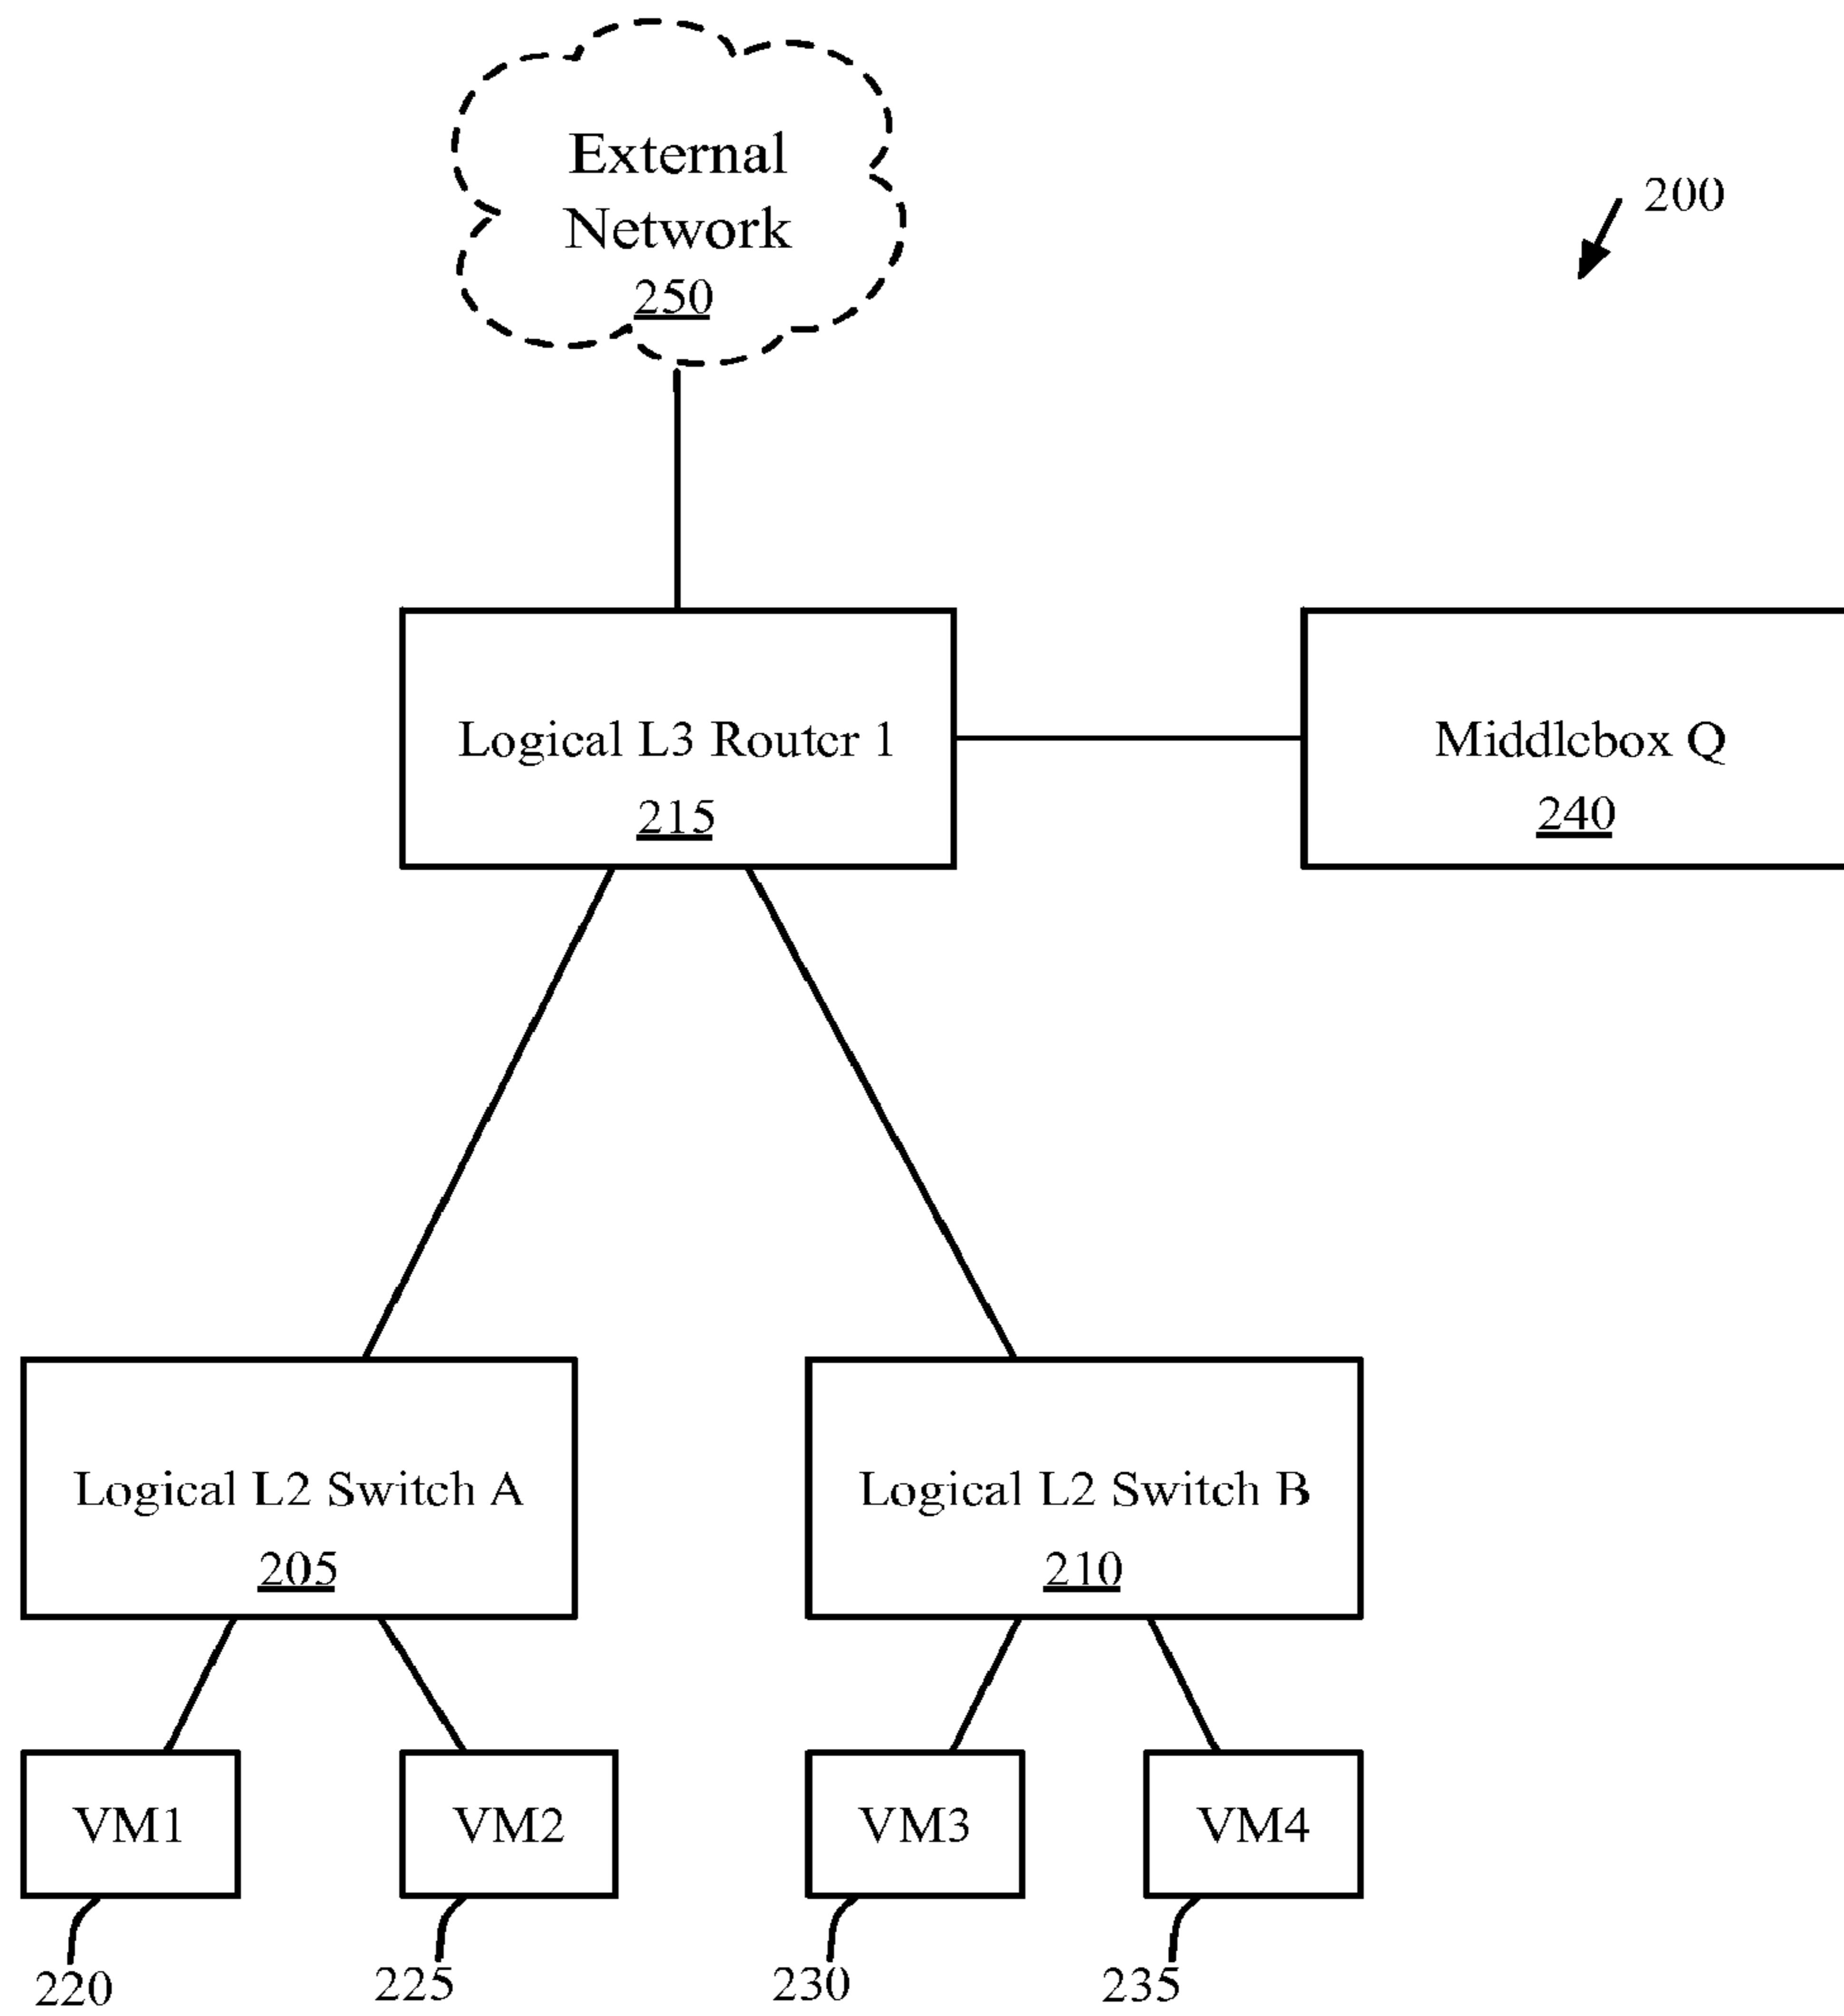 External
Network
250
200
Logical L3 Router 1
215
Middlebox Q
240
Logical L2 Switch A
205
Logical L2 Switch B
210
VM1
VM2
VM3
VM4
220
225
230
235